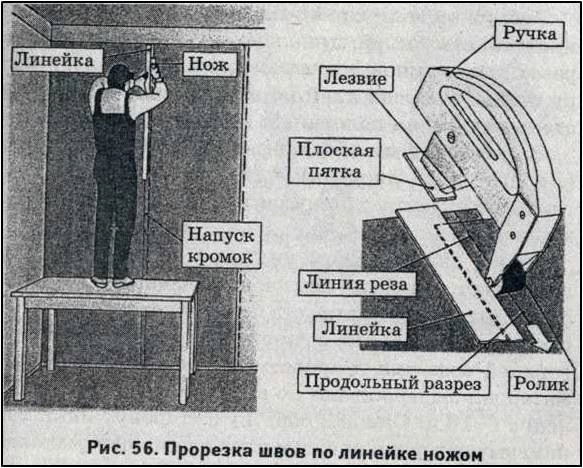 Линейка
Нож
Напуск
кромок
Ручка
Лезвие
Плоская
пятка
Линия реза
Линейка
Продольный разрез
Ролик
Рис. 56. Прорезка швов по линейке ножом